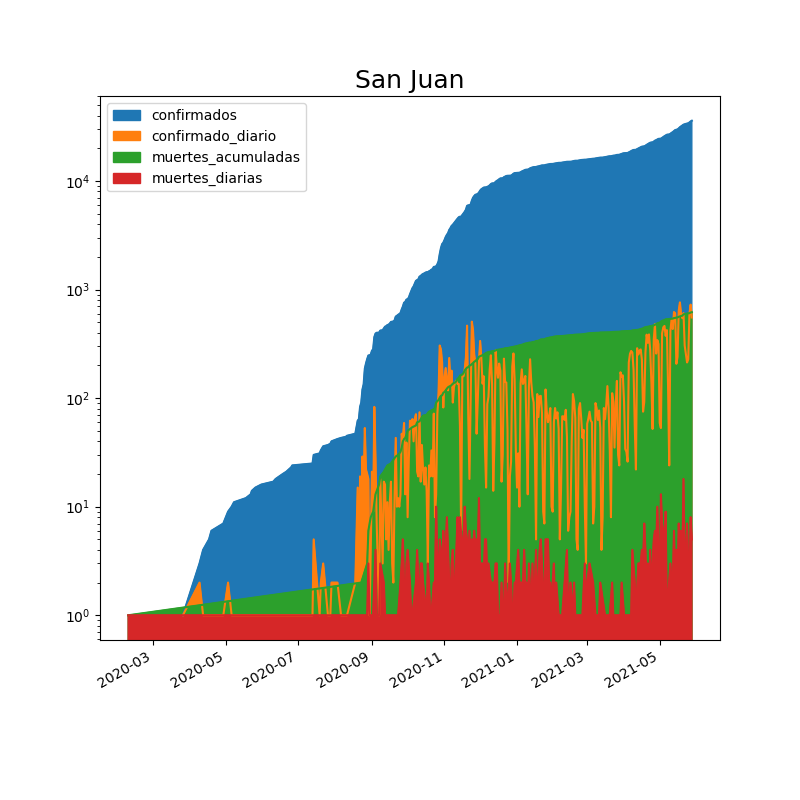 San Juan
confirmados
confirmado_diario
muertes_acumuladas
muertes_diarias
10^4
10^3
10^2
10^1
10^0
2020-03
2020-05
2020-07
2020-09
2020-11
2021-01
2021-03
2021-05